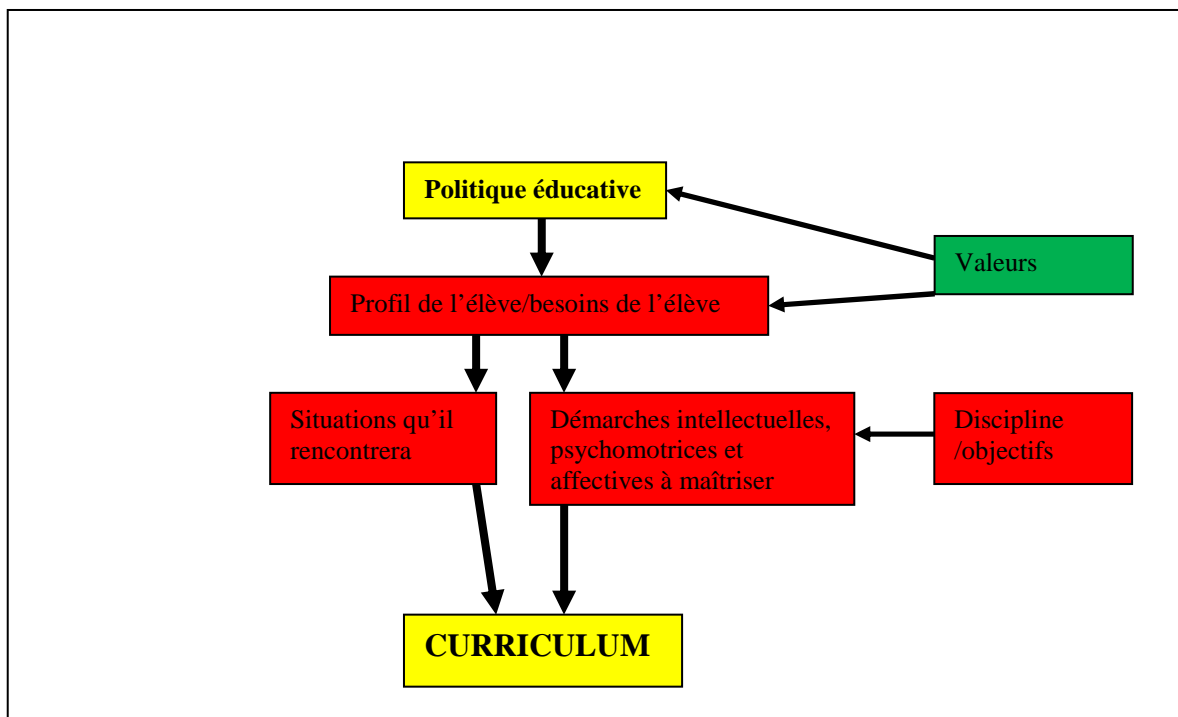 Politique éducative
Valeurs
Profil de l’élève/besoins de l’élève
Situations qu’il
rencontrera
Démarches intellectuelles,
psychomotrices et
affectives à maîtriser
Discipline
/objectifs
CURRICULUM